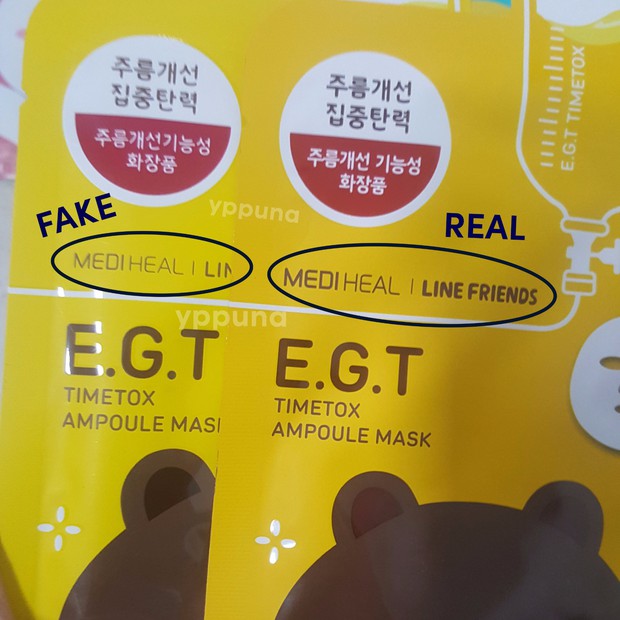 주름개선
집중탄력
주름개선기능성
화장품
FAKE
MEDIHEAL | LIN
E.G.T
TIMETOX
AMPOULE MAS
주름개선
집중탄력
주름개선 기능성
화장품
REAL
MEDIHEAL | LINE FRIENDS
E.G.T
TIMETOX
AMPOULE MASK
E.G.T TIMETOX
yppuna
yppuna